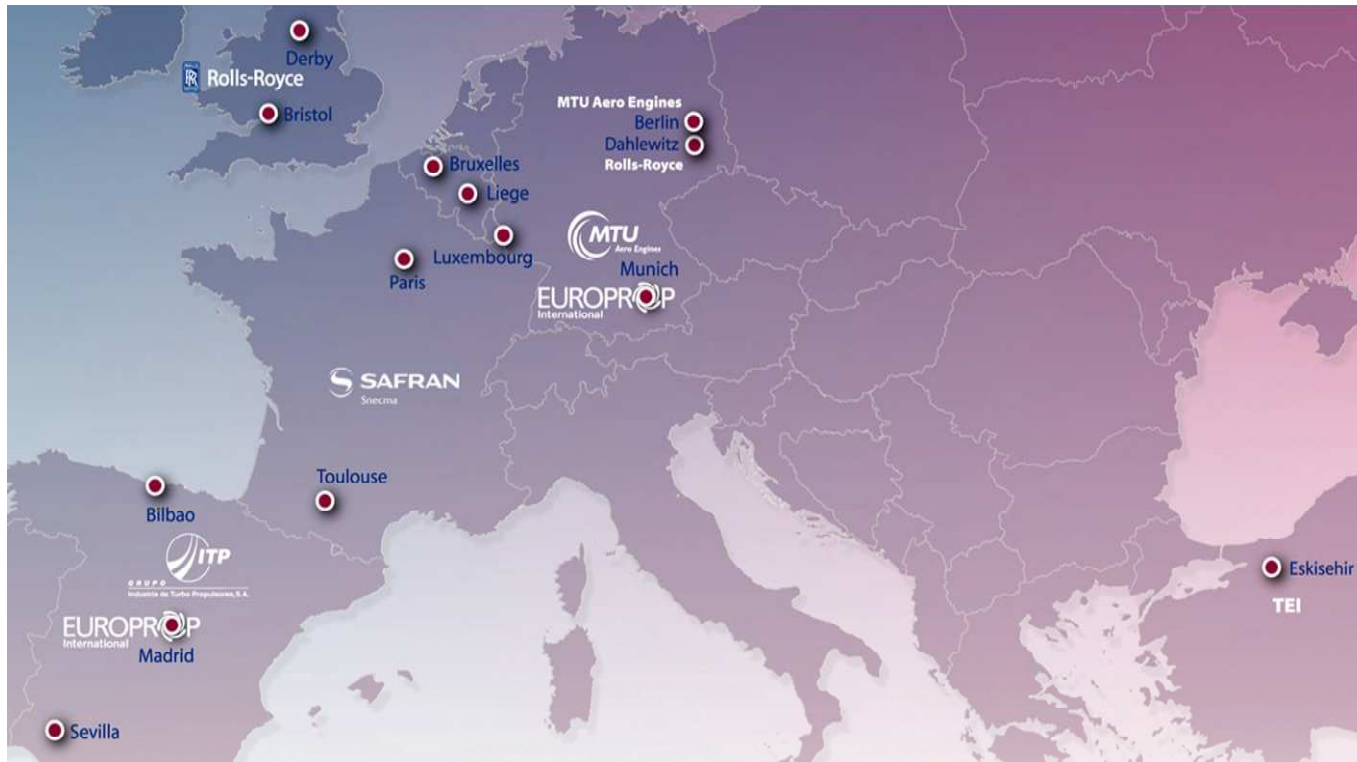 Derby
Rolls-Royce
Bristol
MTU Aero Engines
Berlin
Dahlewitz
Rolls-Royce
Bruxelles
Liege
Luxembourg
Paris
MTU
Aero Engines
Munich
EUROPROP
International
SAFRAN
Snecma
Toulouse
Bilbao
ITP
GRUPO
Industria de Turbo Propulsores, S.A.
EUROPROP
International
Madrid
Sevilla
Eskisehir
TEI